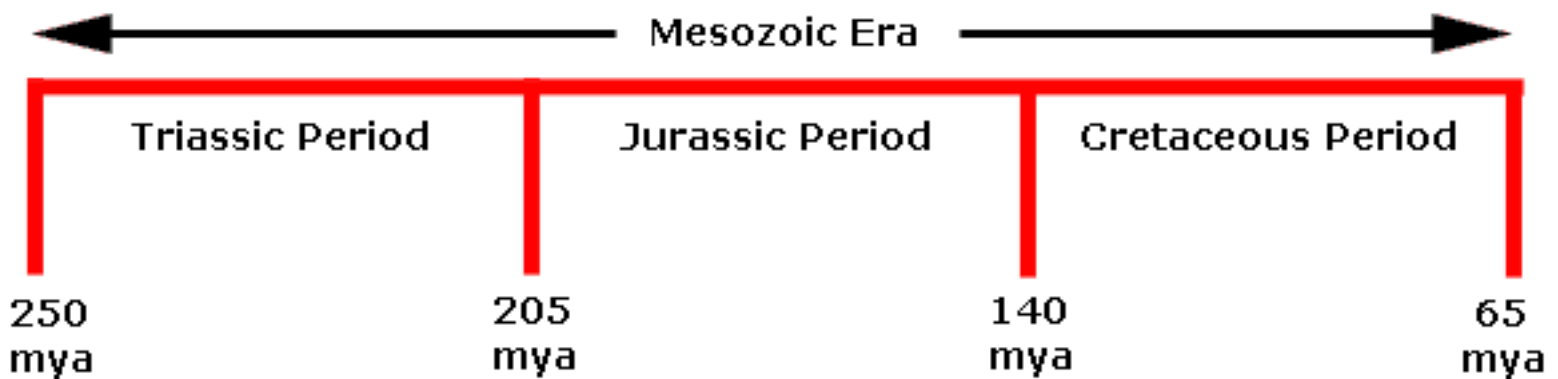 Mesozoic Era
Triassic Period Jurassic Period Cretaceous Period
250 205 140 65
mya mya mya mya